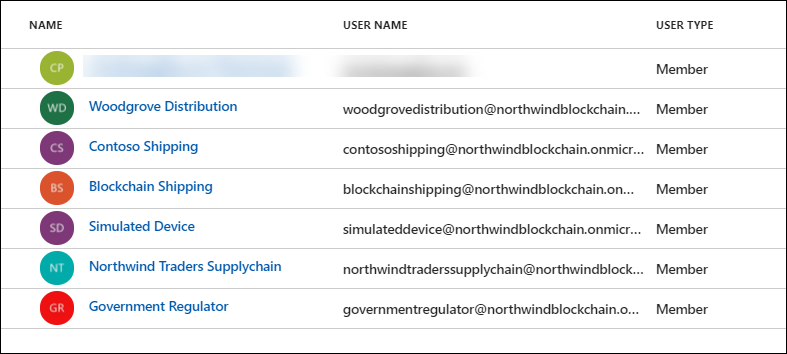 NAME USER NAME USER TYPE
CP Member
WD Woodgrove Distribution woodgrovedistribution@northwindblockchain.... Member
CS Contoso Shipping contososhipping@northwindblockchain.onmicr... Member
BS Blockchain Shipping blockchainshipping@northwindblockchain.on... Member
SD Simulated Device simulateddevice@northwindblockchain.onmicr... Member
NT Northwind Traders Supplychain northwindtraderssupplychain@northwindblock... Member
GR Government Regulator governmentregulator@northwindblockchain.o... Member